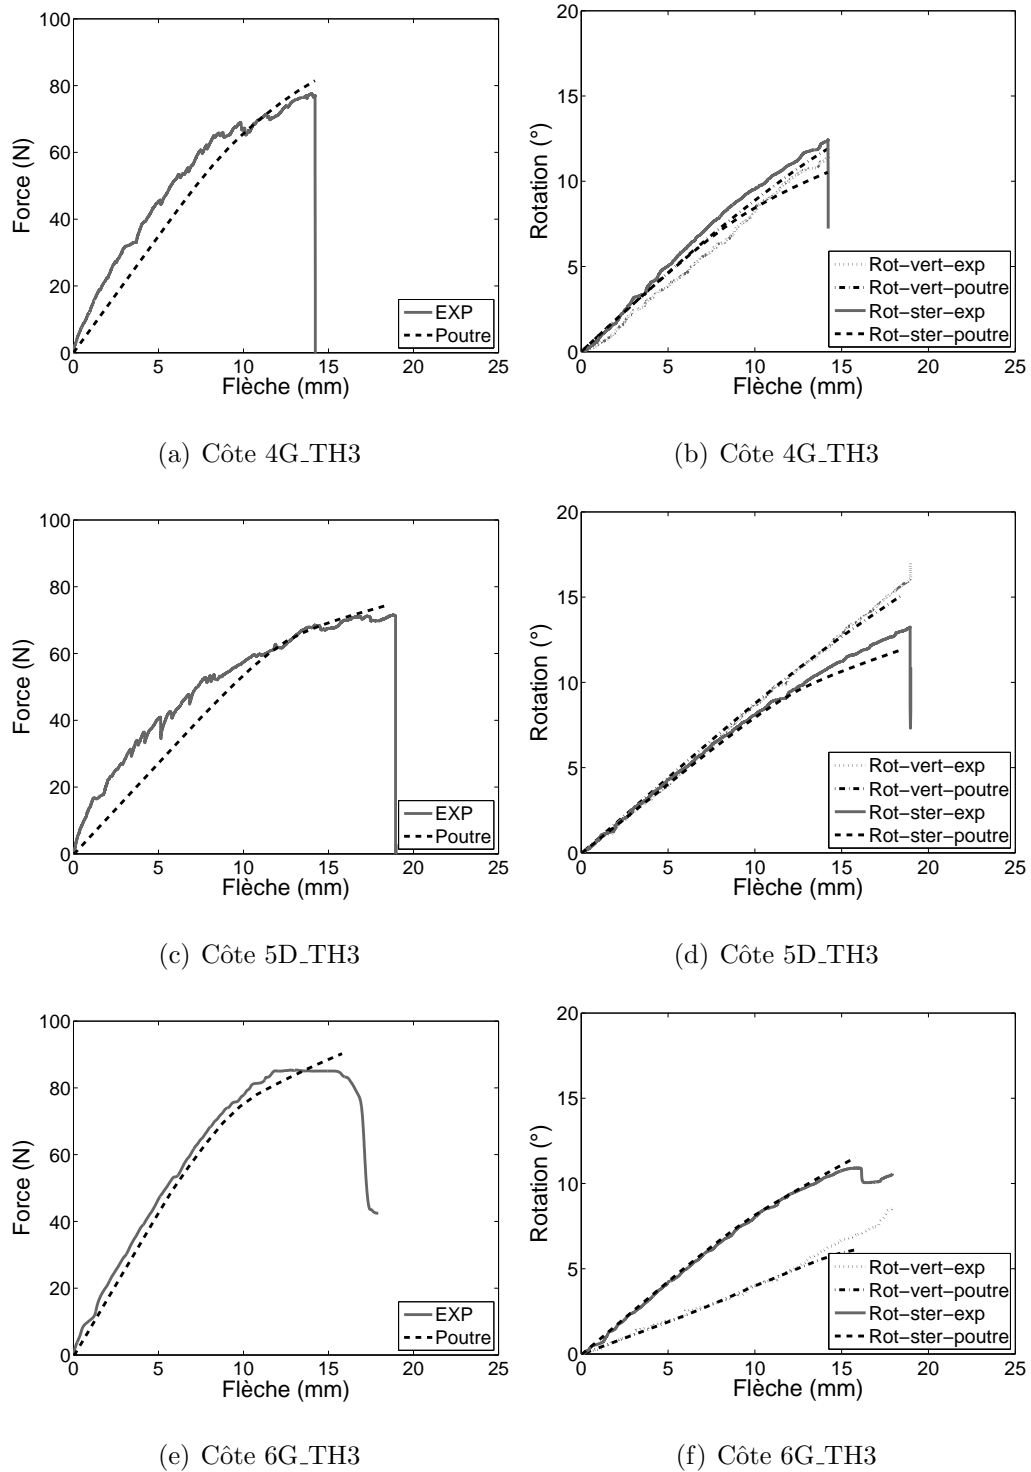 100
80
60
40
20
0
0 5 10 15 20 25
Force (N)
Flèche (mm)
EXP
Poutre
(a) Côte 4G_TH3
20
15
10
5
0
0 5 10 15 20 25
Rotation (°)
Flèche (mm)
Rot−vert−exp
Rot−vert−poutre
Rot−ster−exp
Rot−ster−poutre
(b) Côte 4G_TH3
100
80
60
40
20
0
0 5 10 15 20 25
Force (N)
Flèche (mm)
EXP
Poutre
(c) Côte 5D_TH3
20
15
10
5
0
0 5 10 15 20 25
Rotation (°)
Flèche (mm)
Rot−vert−exp
Rot−vert−poutre
Rot−ster−exp
Rot−ster−poutre
(d) Côte 5D_TH3
100
80
60
40
20
0
0 5 10 15 20 25
Force (N)
Flèche (mm)
EXP
Poutre
(e) Côte 6G_TH3
20
15
10
5
0
0 5 10 15 20 25
Rotation (°)
Flèche (mm)
Rot−vert−exp
Rot−vert−poutre
Rot−ster−exp
Rot−ster−poutre
(f) Côte 6G_TH3